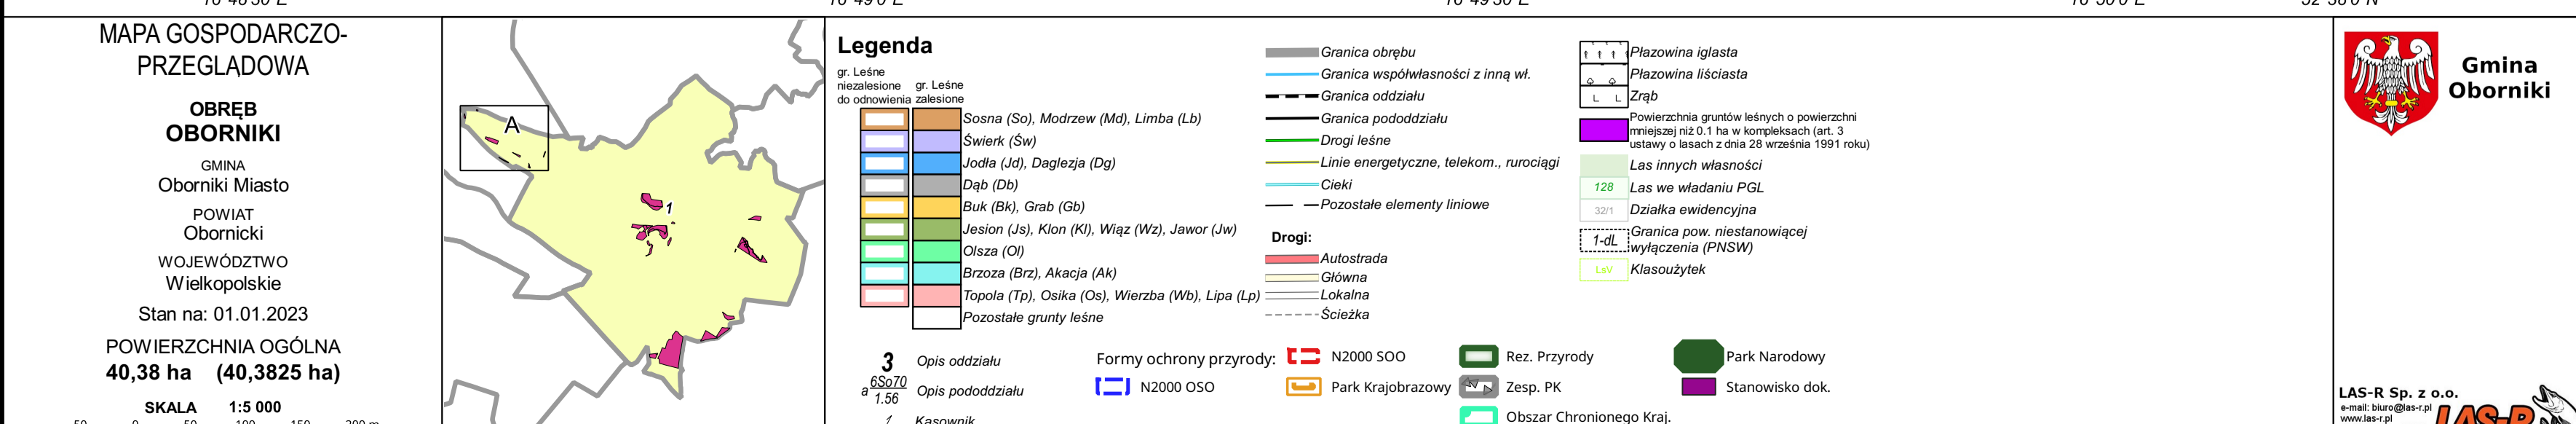 MAPA GOSPODARCZO-
PRZEGLĄDOWA
OBRĘB
OBORNIKI
GMINA
Oborniki Miasto
POWIAT
Obornicki
WOJEWÓDZTWO
Wielkopolskie
Stan na: 01.01.2023
POWIERZCHNIA OGÓLNA
40,38 ha (40,3825 ha)
SKALA 1:5 000
A
1
Legenda
gr. Leśne
niezalesione
do odnowienia
gr. Leśne
zalesione
Sosna (So), Modrzew (Md), Limba (Lb)
Świerk (Św)
Jodła (Jd), Daglezja (Dg)
Dąb (Db)
Buk (Bk), Grab (Gb)
Jesion (Js), Klon (Kl), Wiąz (Wz), Jawor (Jw)
Olsza (Ol)
Brzoza (Brz), Akacja (Ak)
Topola (Tp), Osika (Os), Wierzba (Wb), Lipa (Lp)
Pozostałe grunty leśne
3 Opis oddziału
a 6So70 1.56 Opis pododdziału
Kasownik
Granica obrębu
Granica współwłasności z inną wł.
Granica oddziału
Granica pododdziału
Drogi leśne
Linie energetyczne, telekom., rurociągi
Cieki
Pozostałe elementy liniowe
Drogi:
Autostrada
Główna
Lokalna
Ścieżka
Formy ochrony przyrody:
N2000 SOO
Rez. Przyrody
Park Narodowy
N2000 OSO
Park Krajobrazowy
Zesp. PK
Stanowisko dok.
Obszar Chronionego Kraj.
Płazowina iglasta
Płazowina liściasta
Zrąb
Powierzchnia gruntów leśnych o powierzchni
mniejszej niż 0.1 ha w kompleksach (art. 3
ustawy o lasach z dnia 28 września 1991 roku)
Las innych własności
128 Las we władaniu PGL
32/1 Działka ewidencyjna
1-dL Granica pow. niestanowiącej
wyłączenia (PNSW)
LsV Klasoużytek
Gmina
Oborniki
LAS-R Sp. z o.o.
e-mail: biuro@las-r.pl
www.las-r.pl
LAS-R